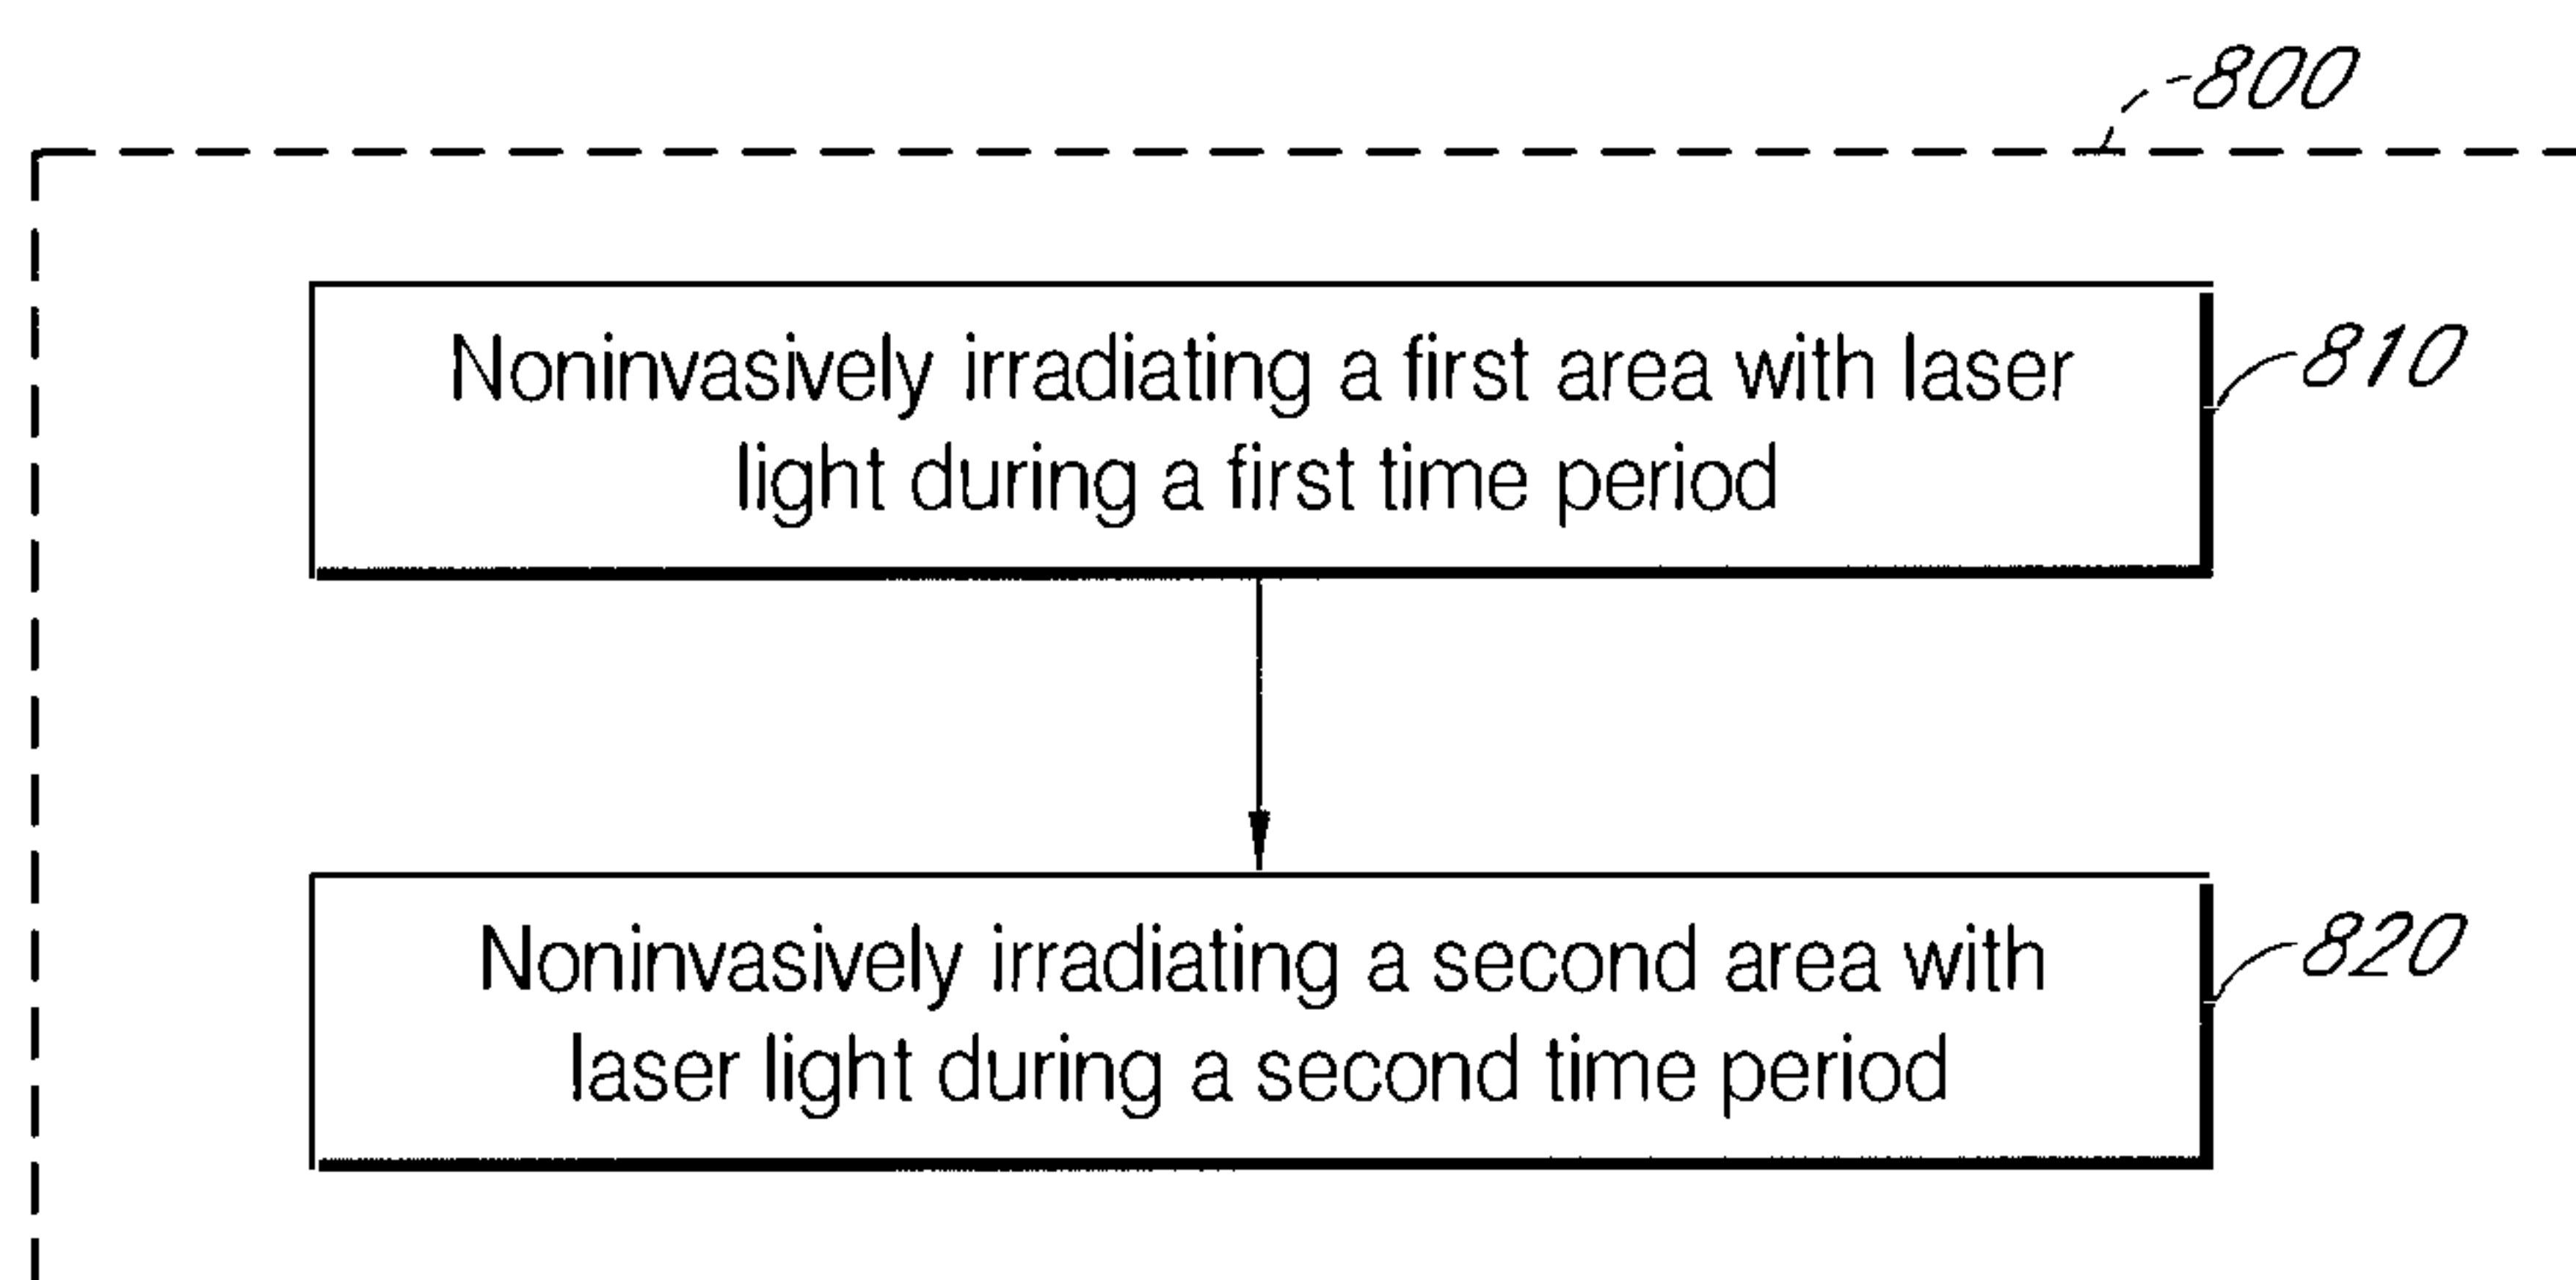 800
Noninvasively irradiating a first area with laser
light during a first time period
810
Noninvasively irradiating a second area with
laser light during a second time period
820